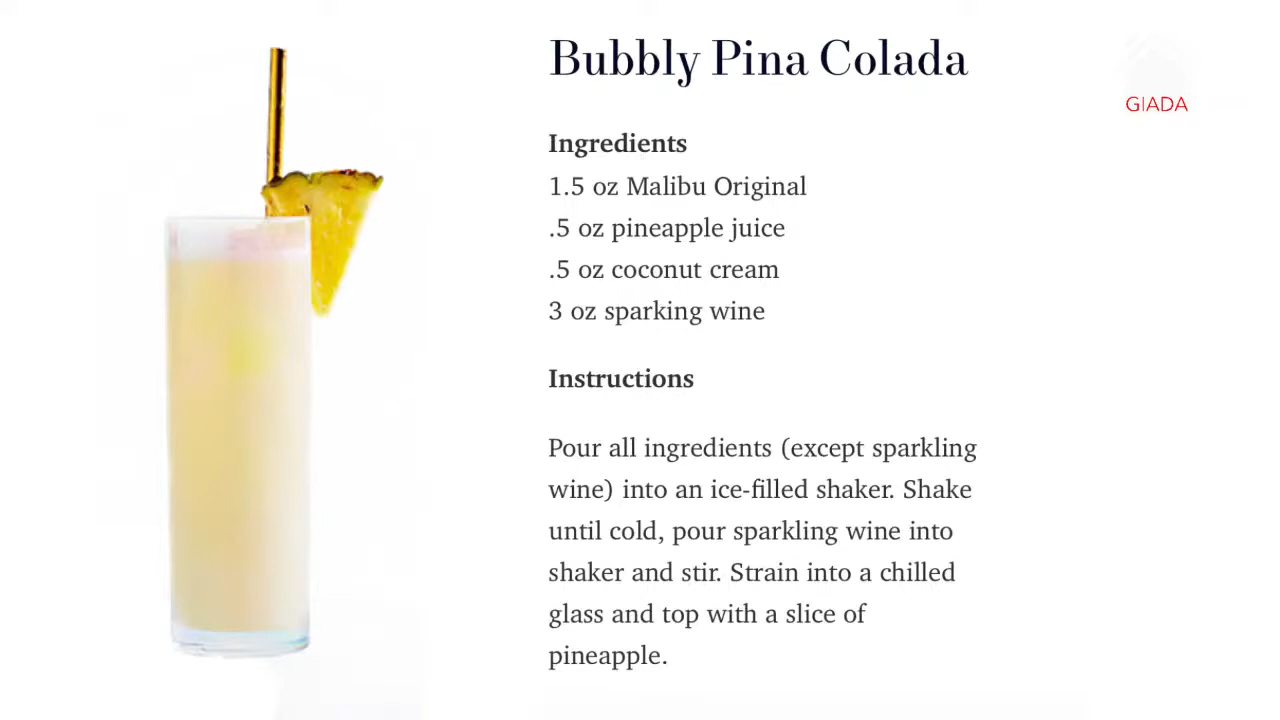 Bubbly Pina Colada
GIADA
Ingredients
1.5 oz Malibu Original
.5 oz pineapple juice
.5 oz coconut cream
3 oz sparking wine
Instructions
Pour all ingredients (except sparkling
wine) into an ice-filled shaker. Shake
until cold, pour sparkling wine into
shaker and stir. Strain into a chilled
glass and top with a slice of
pineapple.